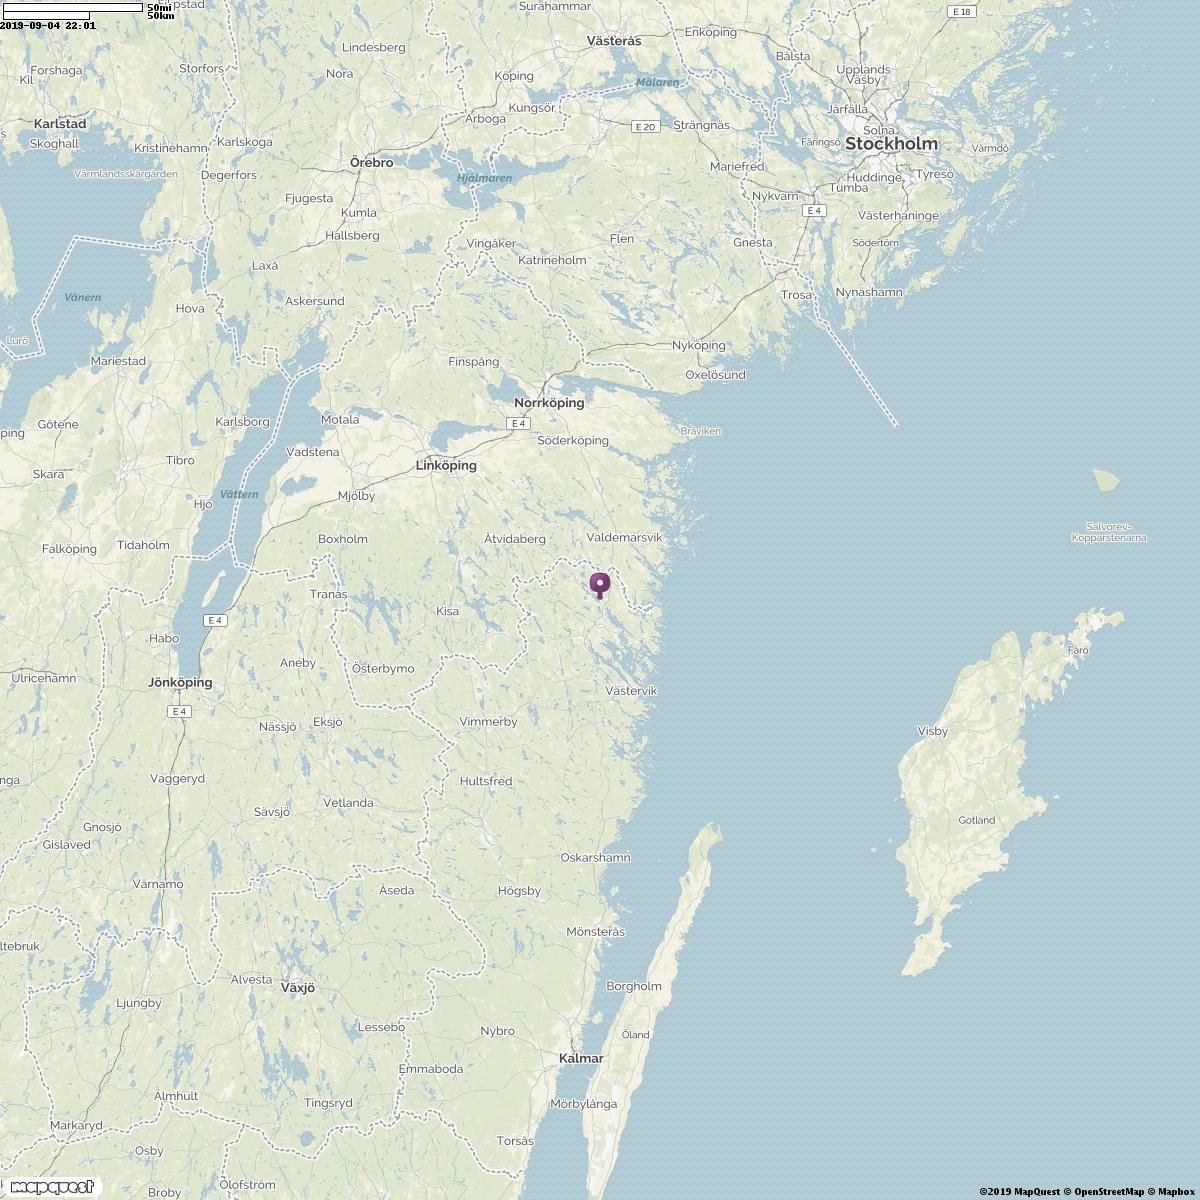 50mi
50km
2019-09-04 22:01
Surahammar
E 18
Västerås
Enköping
Lindesberg
Bålsta
Forshaga
Storfors
Nora
Köping
Upplands
Väsby
Kil
Mälaren
Kungsör
Järfälla
Karlstad
Arboga
E 20
Strängnäs
Solna
Skoghall
Kristinehamn
Karlskoga
Färingsö
Stockholm
Värmdö
Örebro
Mariefred
Värmlandsskärgården
Degerfors
Hjälmaren
Huddinge
Tyresö
Tumba
Fjugesta
Nykvarn
Kumla
E 4
Västerhaninge
Hallsberg
Vingåker
Flen
Gnesta
Södertörn
Laxå
Katrineholm
Vänern
Askersund
Trosa
Nynäshamn
Hova
Lurö
Nyköping
Mariestad
Finspång
Oxelösund
Norrköping
Götene
Karlsborg
Motala
E 4
ping
Bråviken
Söderköping
Vadstena
Tibro
Linköping
Skara
Vättern
Mjölby
Hjo
Salvorev-
Kopparstenarna
Falköping
Tidaholm
Boxholm
Åtvidaberg
Valdemarsvik
Tranås
Kisa
E 4
Habo
Fårö
Aneby
Österbymo
Ulricehamn
Jönköping
Västervik
E 4
Nässjö
Eksjö
Vimmerby
Visby
nga
Vaggeryd
Hultsfred
Vetlanda
Sävsjö
Gnosjö
Gotland
Gislaved
Oskarshamn
Värnamo
Åseda
Högsby
Mönsterås
ltebruk
Alvesta
Växjö
Borgholm
Ljungby
Lessebo
Nybro
Öland
Kalmar
Emmaboda
Älmhult
Tingsryd
Mörbylånga
Markaryd
Torsås
Osby
Olofström
Broby
mapquest
©2019 MapQuest © OpenStreetMap © Mapbox